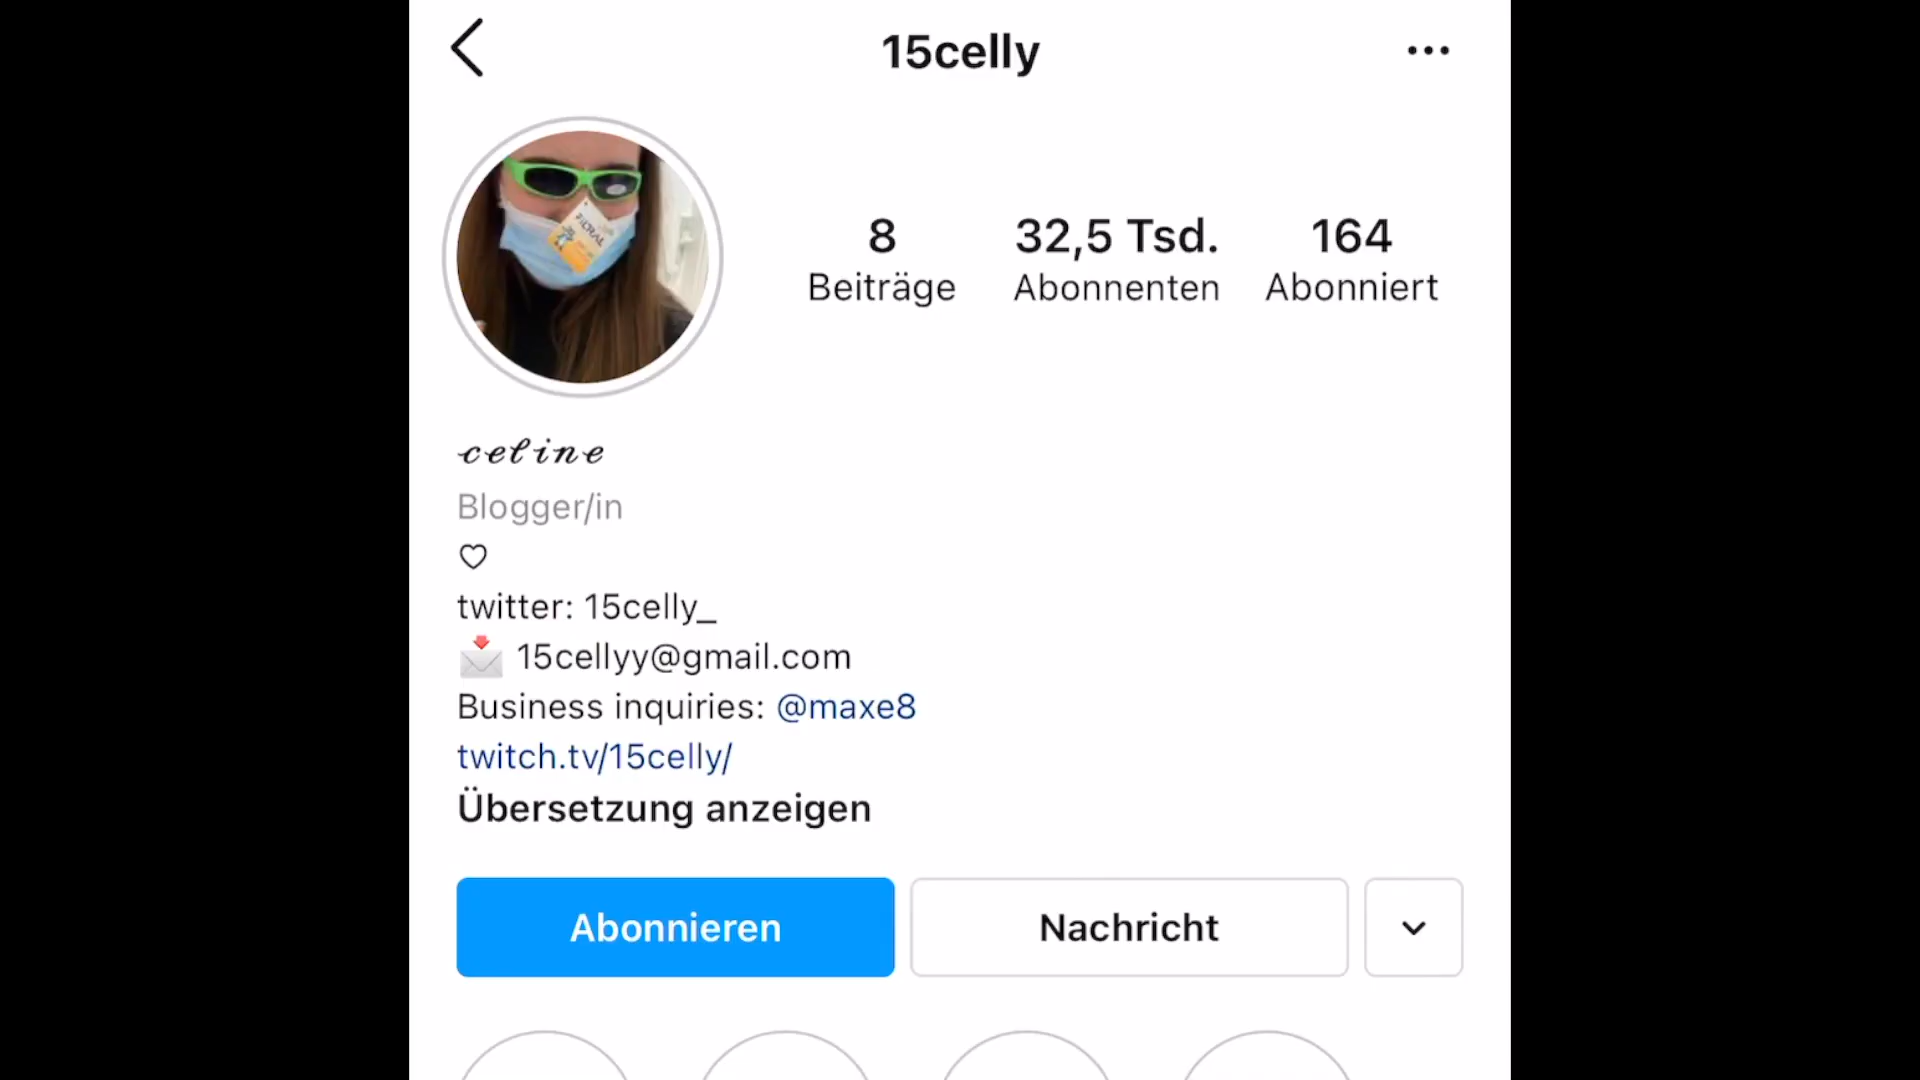 15celly
FILTRAL
8
Beiträge
32,5 Tsd.
Abonnenten
164
Abonniert
𝓬𝓮𝓵𝓲𝓷𝓮
Blogger/in
♡
twitter: 15celly_
📩 15cellyy@gmail.com
Business inquiries: @maxe8
twitch.tv/15celly/
Übersetzung anzeigen
Abonnieren
Nachricht